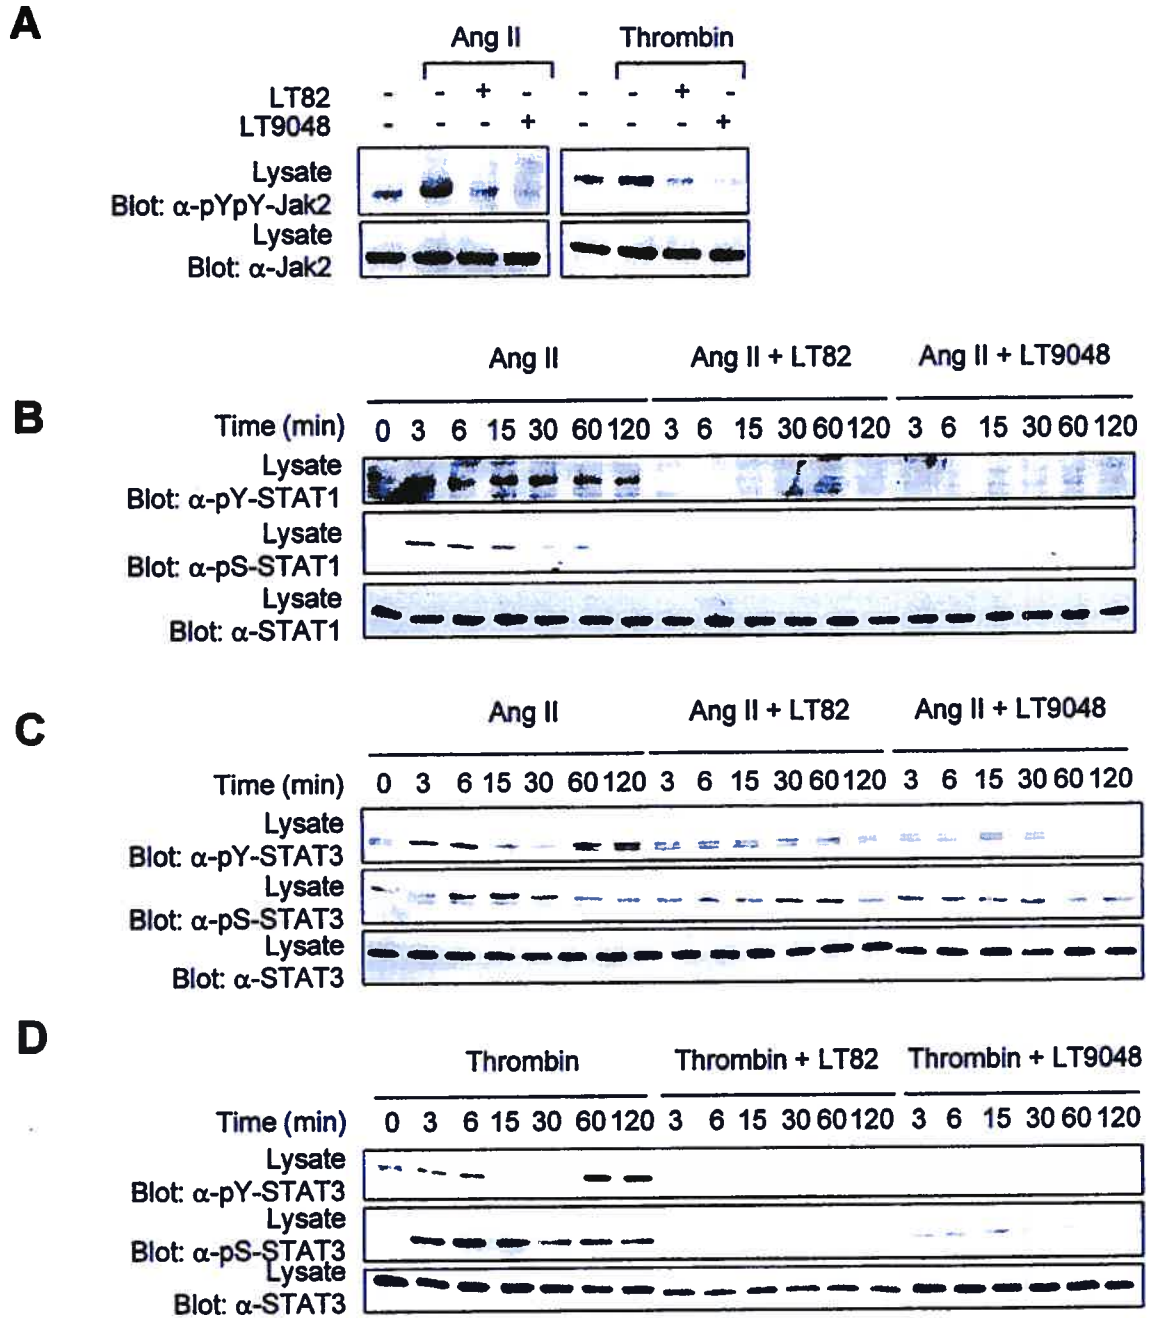 A
Ang II Thrombin
LT82 - - + - - - + -
LT9048 - - - + - - - +
Lysate
Blot: α-pYpY-Jak2
Lysate
Blot: α-Jak2
Ang II Ang II + LT82 Ang II + LT9048
B
Time (min) 0 3 6 15 30 60 120 3 6 15 30 60 120 3 6 15 30 60 120
Lysate
Blot: α-pY-STAT1
Lysate
Blot: α-pS-STAT1
Lysate
Blot: α-STAT1
Ang II Ang II + LT82 Ang II + LT9048
C
Time (min) 0 3 6 15 30 60 120 3 6 15 30 60 120 3 6 15 30 60 120
Lysate
Blot: α-pY-STAT3
Lysate
Blot: α-pS-STAT3
Lysate
Blot: α-STAT3
D
Thrombin Thrombin + LT82 Thrombin + LT9048
Time (min) 0 3 6 15 30 60 120 3 6 15 30 60 120 3 6 15 30 60 120
Lysate
Blot: α-pY-STAT3
Lysate
Blot: α-pS-STAT3
Lysate
Blot: α-STAT3